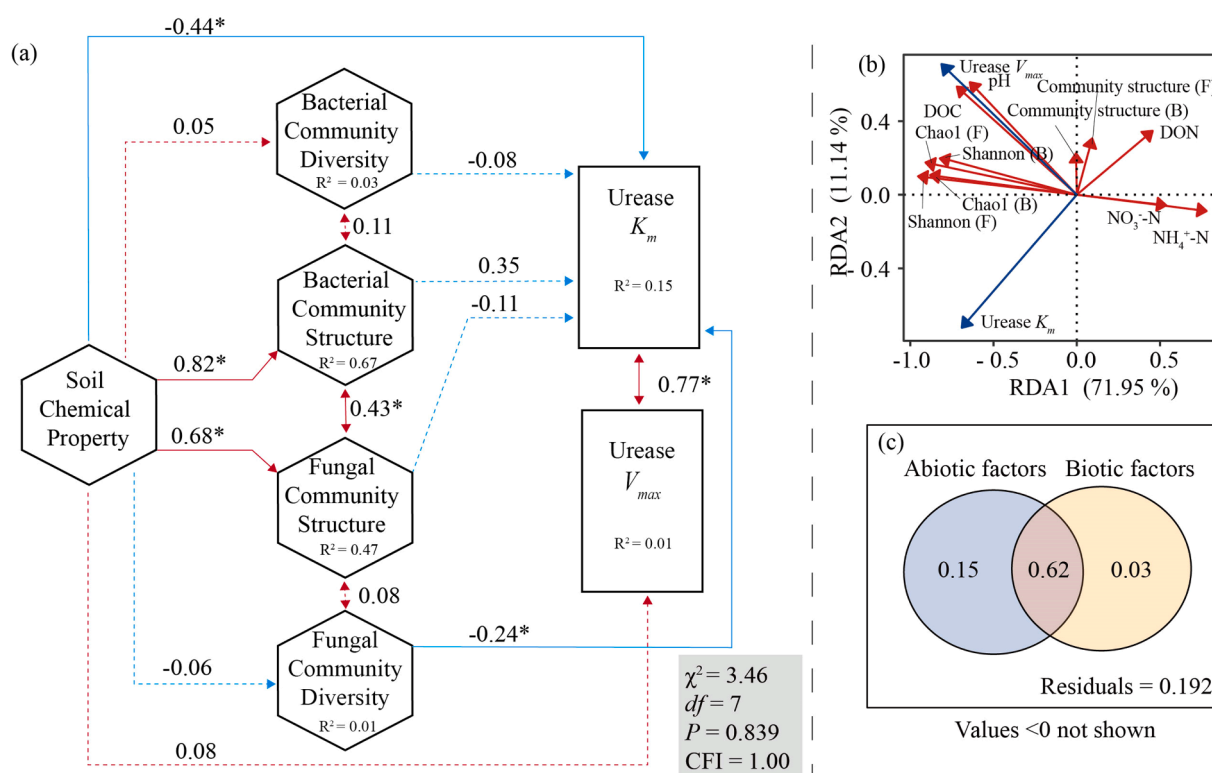 (a)
-0.44*
Bacterial
Community
Diversity
R² = 0.03
0.05
-0.08
0.11
Bacterial
Community
Structure
R² = 0.67
0.35
-0.11
Urease
Kₘ
R² = 0.15
Soil
Chemical
Property
0.82*
0.68*
0.43*
0.77*
Fungal
Community
Structure
R² = 0.47
Urease
Vₘₐₓ
R² = 0.01
0.08
Fungal
Community
Diversity
R² = 0.01
-0.24*
-0.06
0.08
χ² = 3.46
df = 7
P = 0.839
CFI = 1.00
(b)
Urease Vₘₐₓ
pH
Community structure (F)
Community structure (B)
DOC
DON
Chao1 (F)
Shannon (B)
Chao1 (B)
Shannon (F)
NO₃⁻-N
NH₄⁺-N
Urease Kₘ
0.4
0.0
- 0.4
RDA2 (11.14 %)
-1.0
- 0.5
0.0
0.5
RDA1 (71.95 %)
(c)
Abiotic factors
Biotic factors
0.15
0.62
0.03
Residuals = 0.192
Values <0 not shown